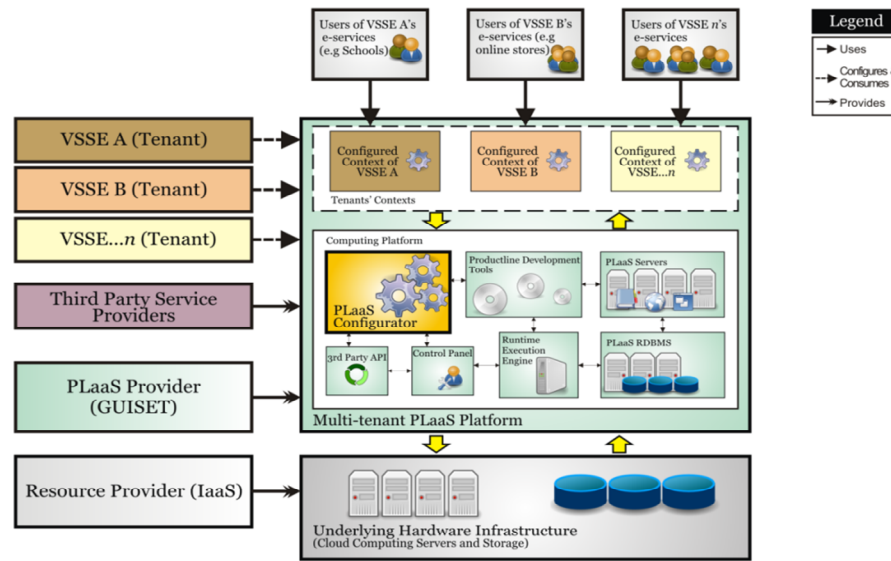 Users of VSSE A's
e-services
(e.g Schools)
Users of VSSE B's
e-services (e.g
online stores)
Users of VSSE n's
e-services
Legend
Uses
Configures
Consumes
Provides
VSSE A (Tenant)
VSSE B (Tenant)
VSSE...n (Tenant)
Third Party Service
Providers
PLaaS Provider
(GUISET)
Resource Provider (IaaS)
Configured
Context of
VSSE A
Configured
Context of
VSSE B
Configured
Context of
VSSE...n
Tenants' Contexts
Computing Platform
PLaaS
Configurator
Productline Development
Tools
PLaaS Servers
3rd Party API
Control Panel
Runtime
Execution
Engine
PLaaS RDBMS
Multi-tenant PLaaS Platform
Underlying Hardware Infrastructure
(Cloud Computing Servers and Storage)